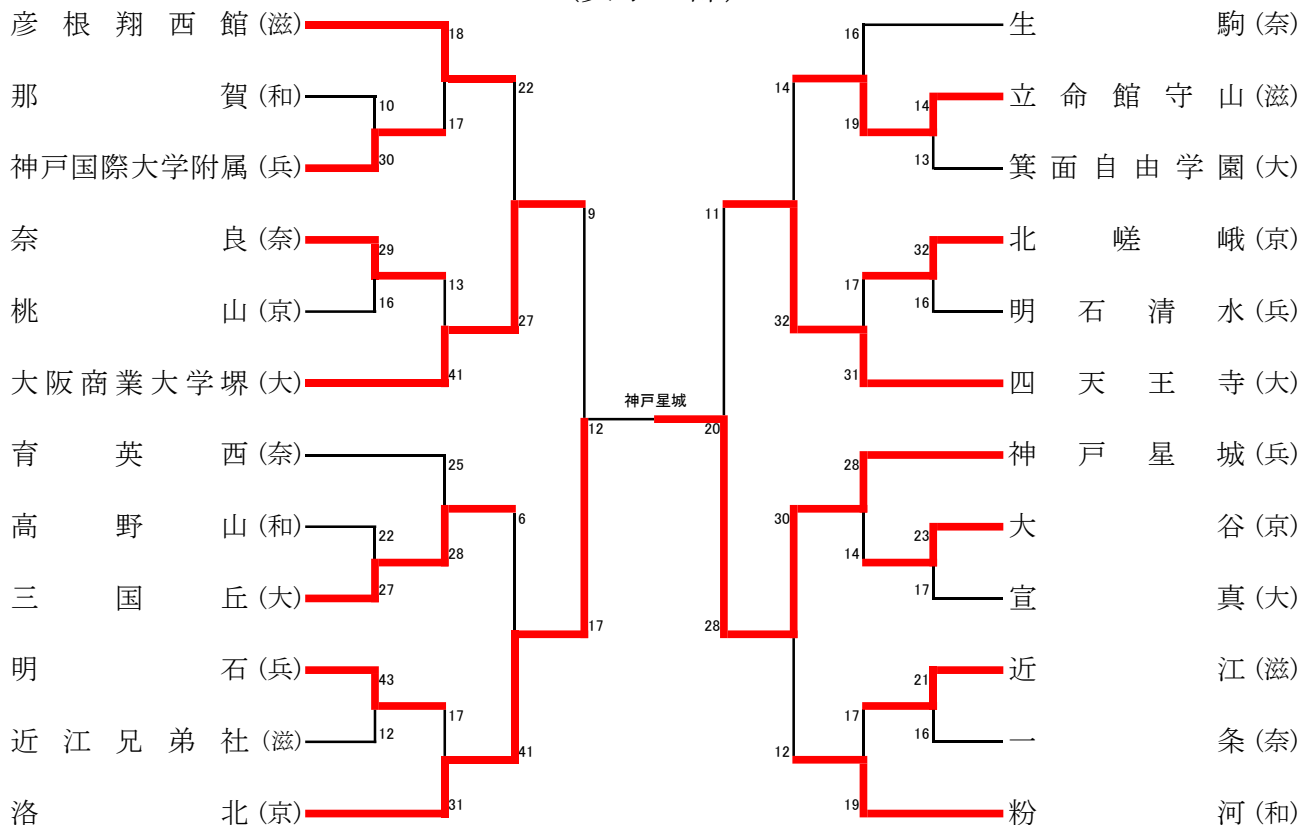 彦根翔西館(滋)
那賀(和)
神戸国際大学附属(兵)
奈良(奈)
桃山(京)
大阪商業大学堺(大)
育英西(奈)
高野山(和)
三国丘(大)
明石(兵)
近江兄弟社(滋)
洛北(京)
18
10
17
30
22
29
13
16
41
27
9
25
22
28
27
6
43
17
12
31
41
17
12
神戸星城
20
11
28
14
32
30
12
16
19
14
13
17
32
16
31
28
14
23
17
17
21
16
19
生駒(奈)
立命館守山(滋)
箕面自由学園(大)
北嵯峨(京)
明石清水(兵)
四天王寺(大)
神戸星城(兵)
大谷(京)
宣真(大)
近江(滋)
一条(奈)
粉河(和)